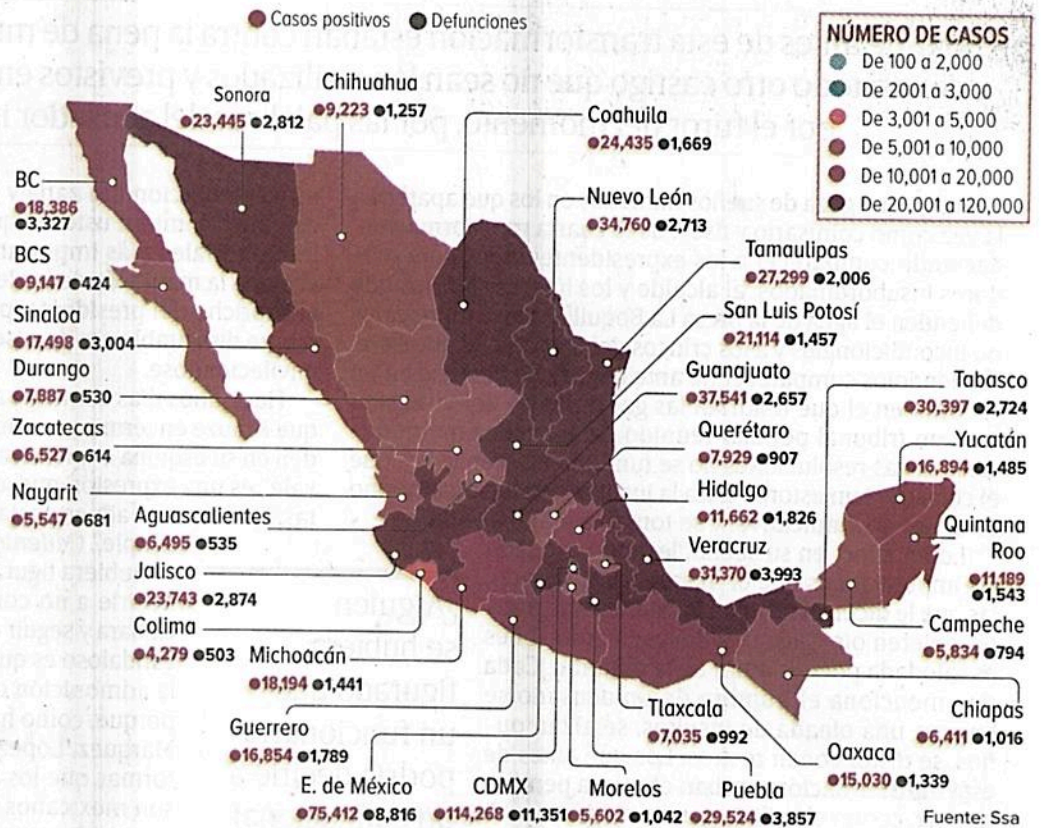 Casos positivos Defunciones
NÚMERO DE CASOS
De 100 a 2,000
De 2001 a 3,000
De 3,001 a 5,000
De 5,001 a 10,000
De 10,001 a 20,000
De 20,001 a 120,000
Sonora
23,445 2,812
Chihuahua
9,223 1,257
Coahuila
24,435 1,669
Nuevo León
34,760 2,713
Tamaulipas
27,299 2,006
San Luis Potosí
21,114 1,457
Guanajuato
37,541 2,657
Querétaro
7,929 907
Hidalgo
11,662 1,826
Veracruz
31,370 3,993
Tabasco
30,397 2,724
Yucatán
16,894 1,485
Quintana
Roo
11,189
1,543
Campeche
5,834 794
Chiapas
6,411 1,016
Oaxaca
15,030 1,339
Tlaxcala
7,035 992
BC
18,386
3,327
BCS
9,147 424
Sinaloa
17,498 3,004
Durango
7,887 530
Zacatecas
6,527 614
Nayarit
5,547 681
Aguascalientes
6,495 535
Jalisco
23,743 2,874
Colima
4,279 503
Michoacán
18,194 1,441
Guerrero
16,854 1,789
E. de México
75,412 8,816
CDMX
114,268 11,351
Morelos
5,602 1,042
Puebla
29,524 3,857
Fuente: Ssa